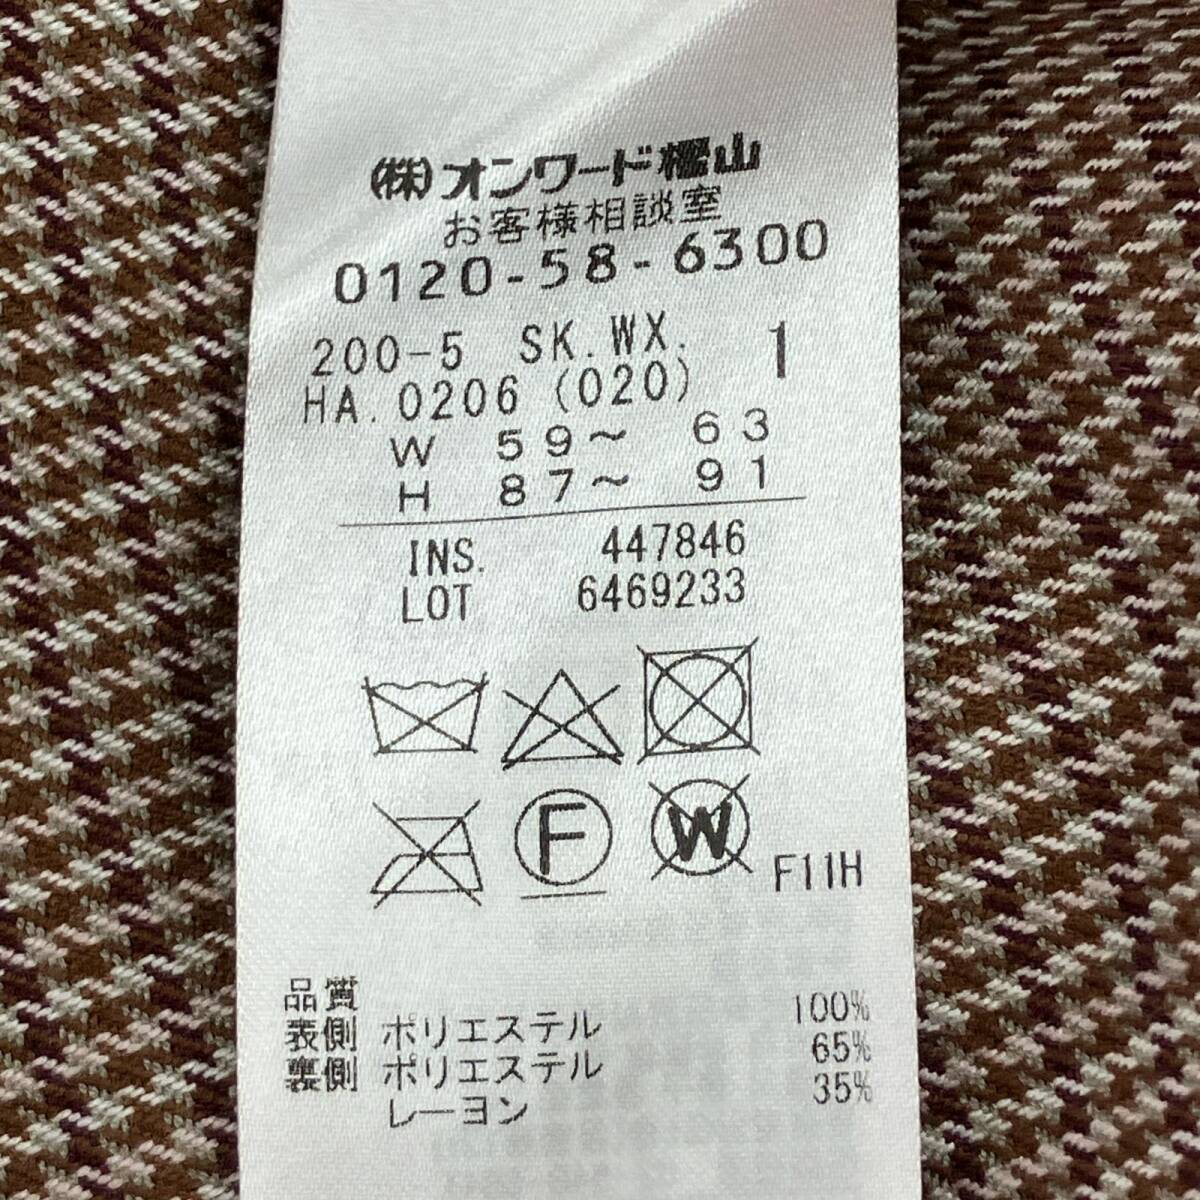 (株)オンワード樫山
お客様相談室
0120-58-6300
200-5 SK.WX. 1
HA.0206(020)
W 59~ 63
H 87~ 91
INS. 447846
LOT 6469233
F
W
F11H
品質
表側 ポリエステル 100%
裏側 ポリエステル 65%
レーヨン 35%